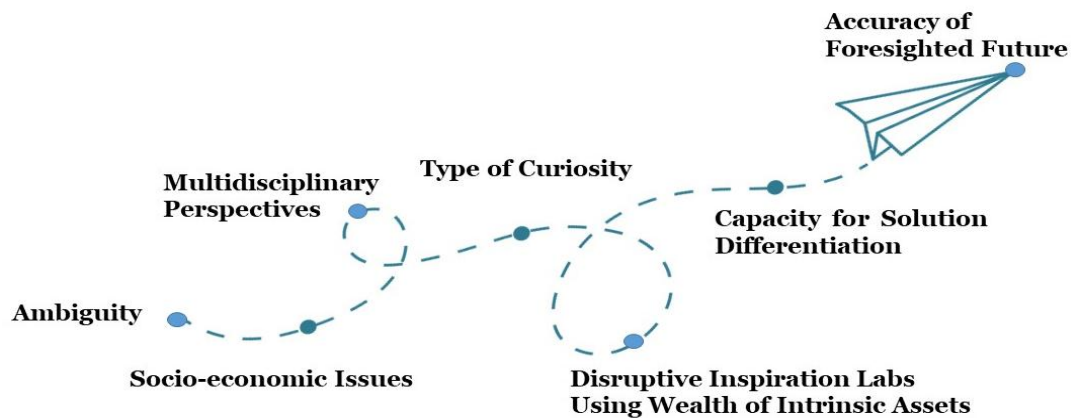 Accuracy of
Foresighted Future
Type of Curiosity
Multidisciplinary
Perspectives
Capacity for Solution
Differentiation
Ambiguity
Socio-economic Issues
Disruptive Inspiration Labs
Using Wealth of Intrinsic Assets